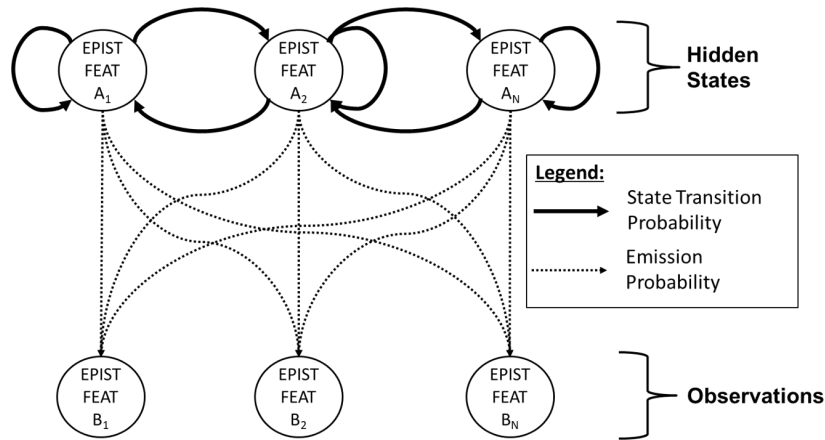 EPIST
FEAT
A₁
EPIST
FEAT
A₂
EPIST
FEAT
Aₙ
Hidden
States
Legend:
State Transition
Probability
Emission
Probability
EPIST
FEAT
B₁
EPIST
FEAT
B₂
EPIST
FEAT
Bₙ
Observations